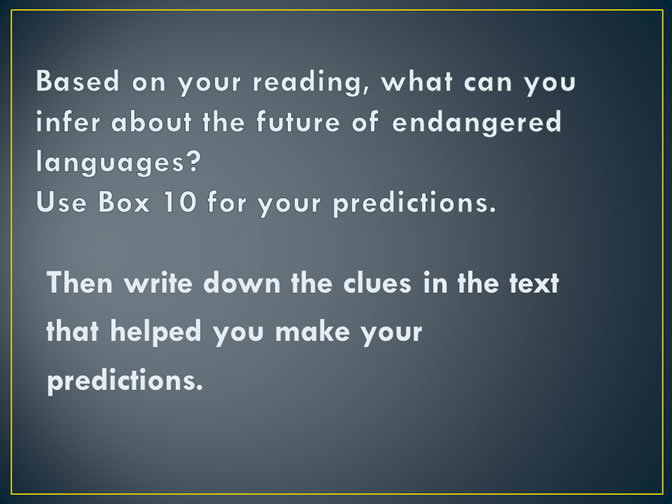 Based on your reading, what can you
infer about the future of endangered
languages?
Use Box 10 for your predictions.
Then write down the clues in the text
that helped you make your
predictions.